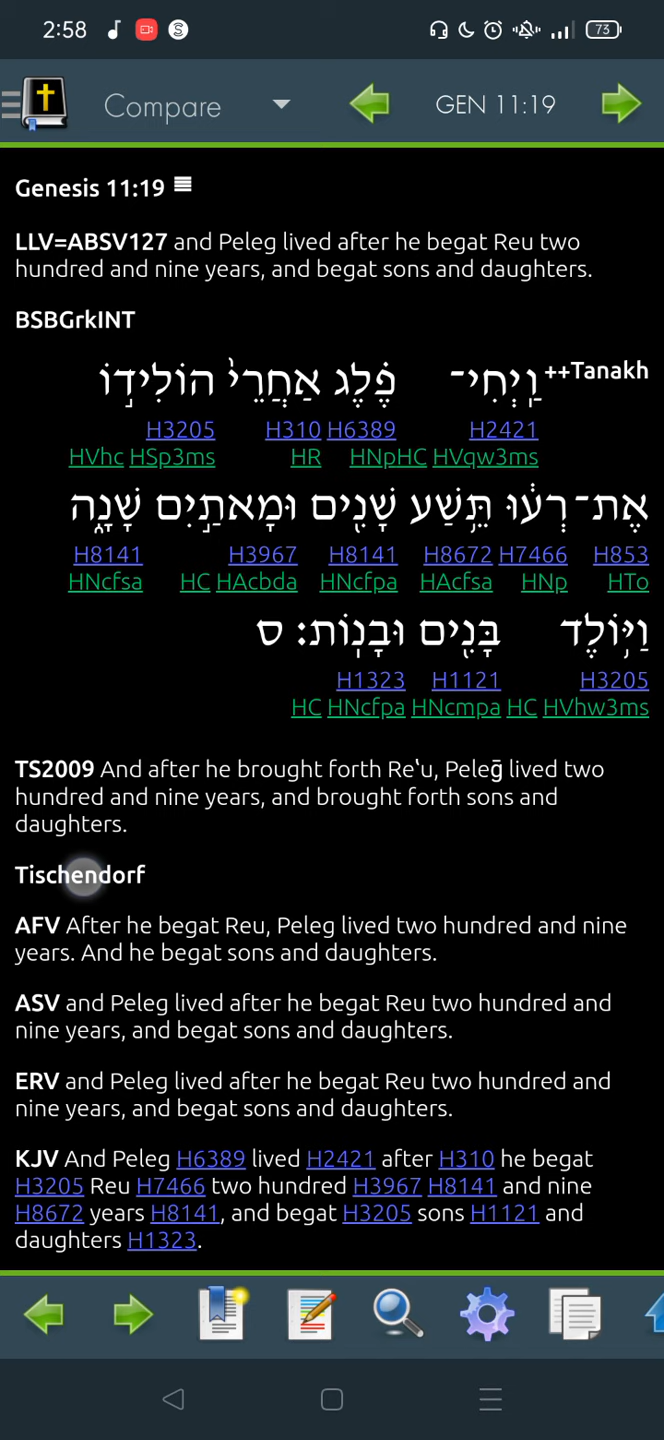 2:58
73
Compare
GEN 11:19
Genesis 11:19
LLV=ABSV127 and Peleg lived after he begat Reu two
hundred and nine years, and begat sons and daughters.
BSBGrkINT
++Tanakh וַֽיְחִי־ פֶ֗לֶג אַחֲרֵי֙ הוֹלִיד֣וֹ
H3205 H310 H6389 H2421
HVhc HSp3ms HR HNpHC HVqw3ms
אֶת־רְע֔וּ תֵּ֥שַׁע שָׁנִ֖ים וּמָאתַ֣יִם שָׁנָ֑ה
H8141 H3967 H8141 H8672 H7466 H853
HNcfsa HC HAcbda HNcfpa HAcfsa HNp HTo
וַיּ֥וֹלֶד בָּנִ֖ים וּבָנֽוֹת׃ ס
H1323 H1121 H3205
HC HNcfpa HNcmpa HC HVhw3ms
TS2009 And after he brought forth Reʽu, Peleḡ lived two
hundred and nine years, and brought forth sons and
daughters.
Tischendorf
AFV After he begat Reu, Peleg lived two hundred and nine
years. And he begat sons and daughters.
ASV and Peleg lived after he begat Reu two hundred and
nine years, and begat sons and daughters.
ERV and Peleg lived after he begat Reu two hundred and
nine years, and begat sons and daughters.
KJV And Peleg H6389 lived H2421 after H310 he begat
H3205 Reu H7466 two hundred H3967 H8141 and nine
H8672 years H8141, and begat H3205 sons H1121 and
daughters H1323.